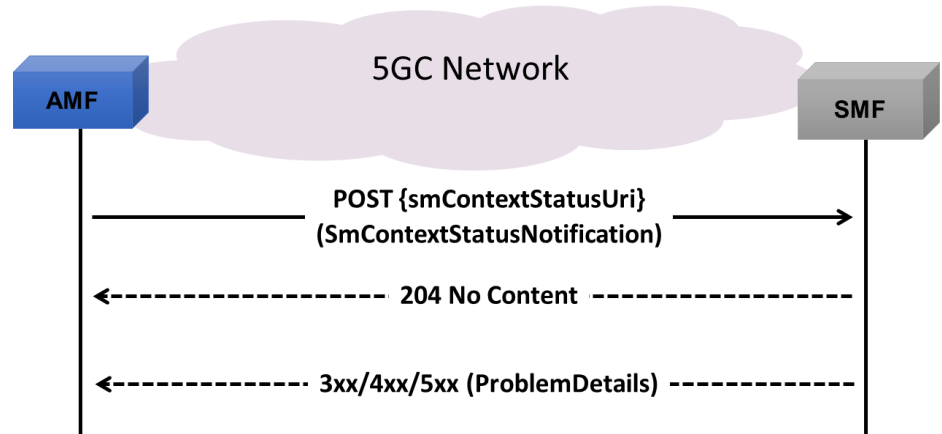 5GC Network
AMF
SMF
POST {smContextStatusUri}
(SmContextStatusNotification)
204 No Content
3xx/4xx/5xx (ProblemDetails)